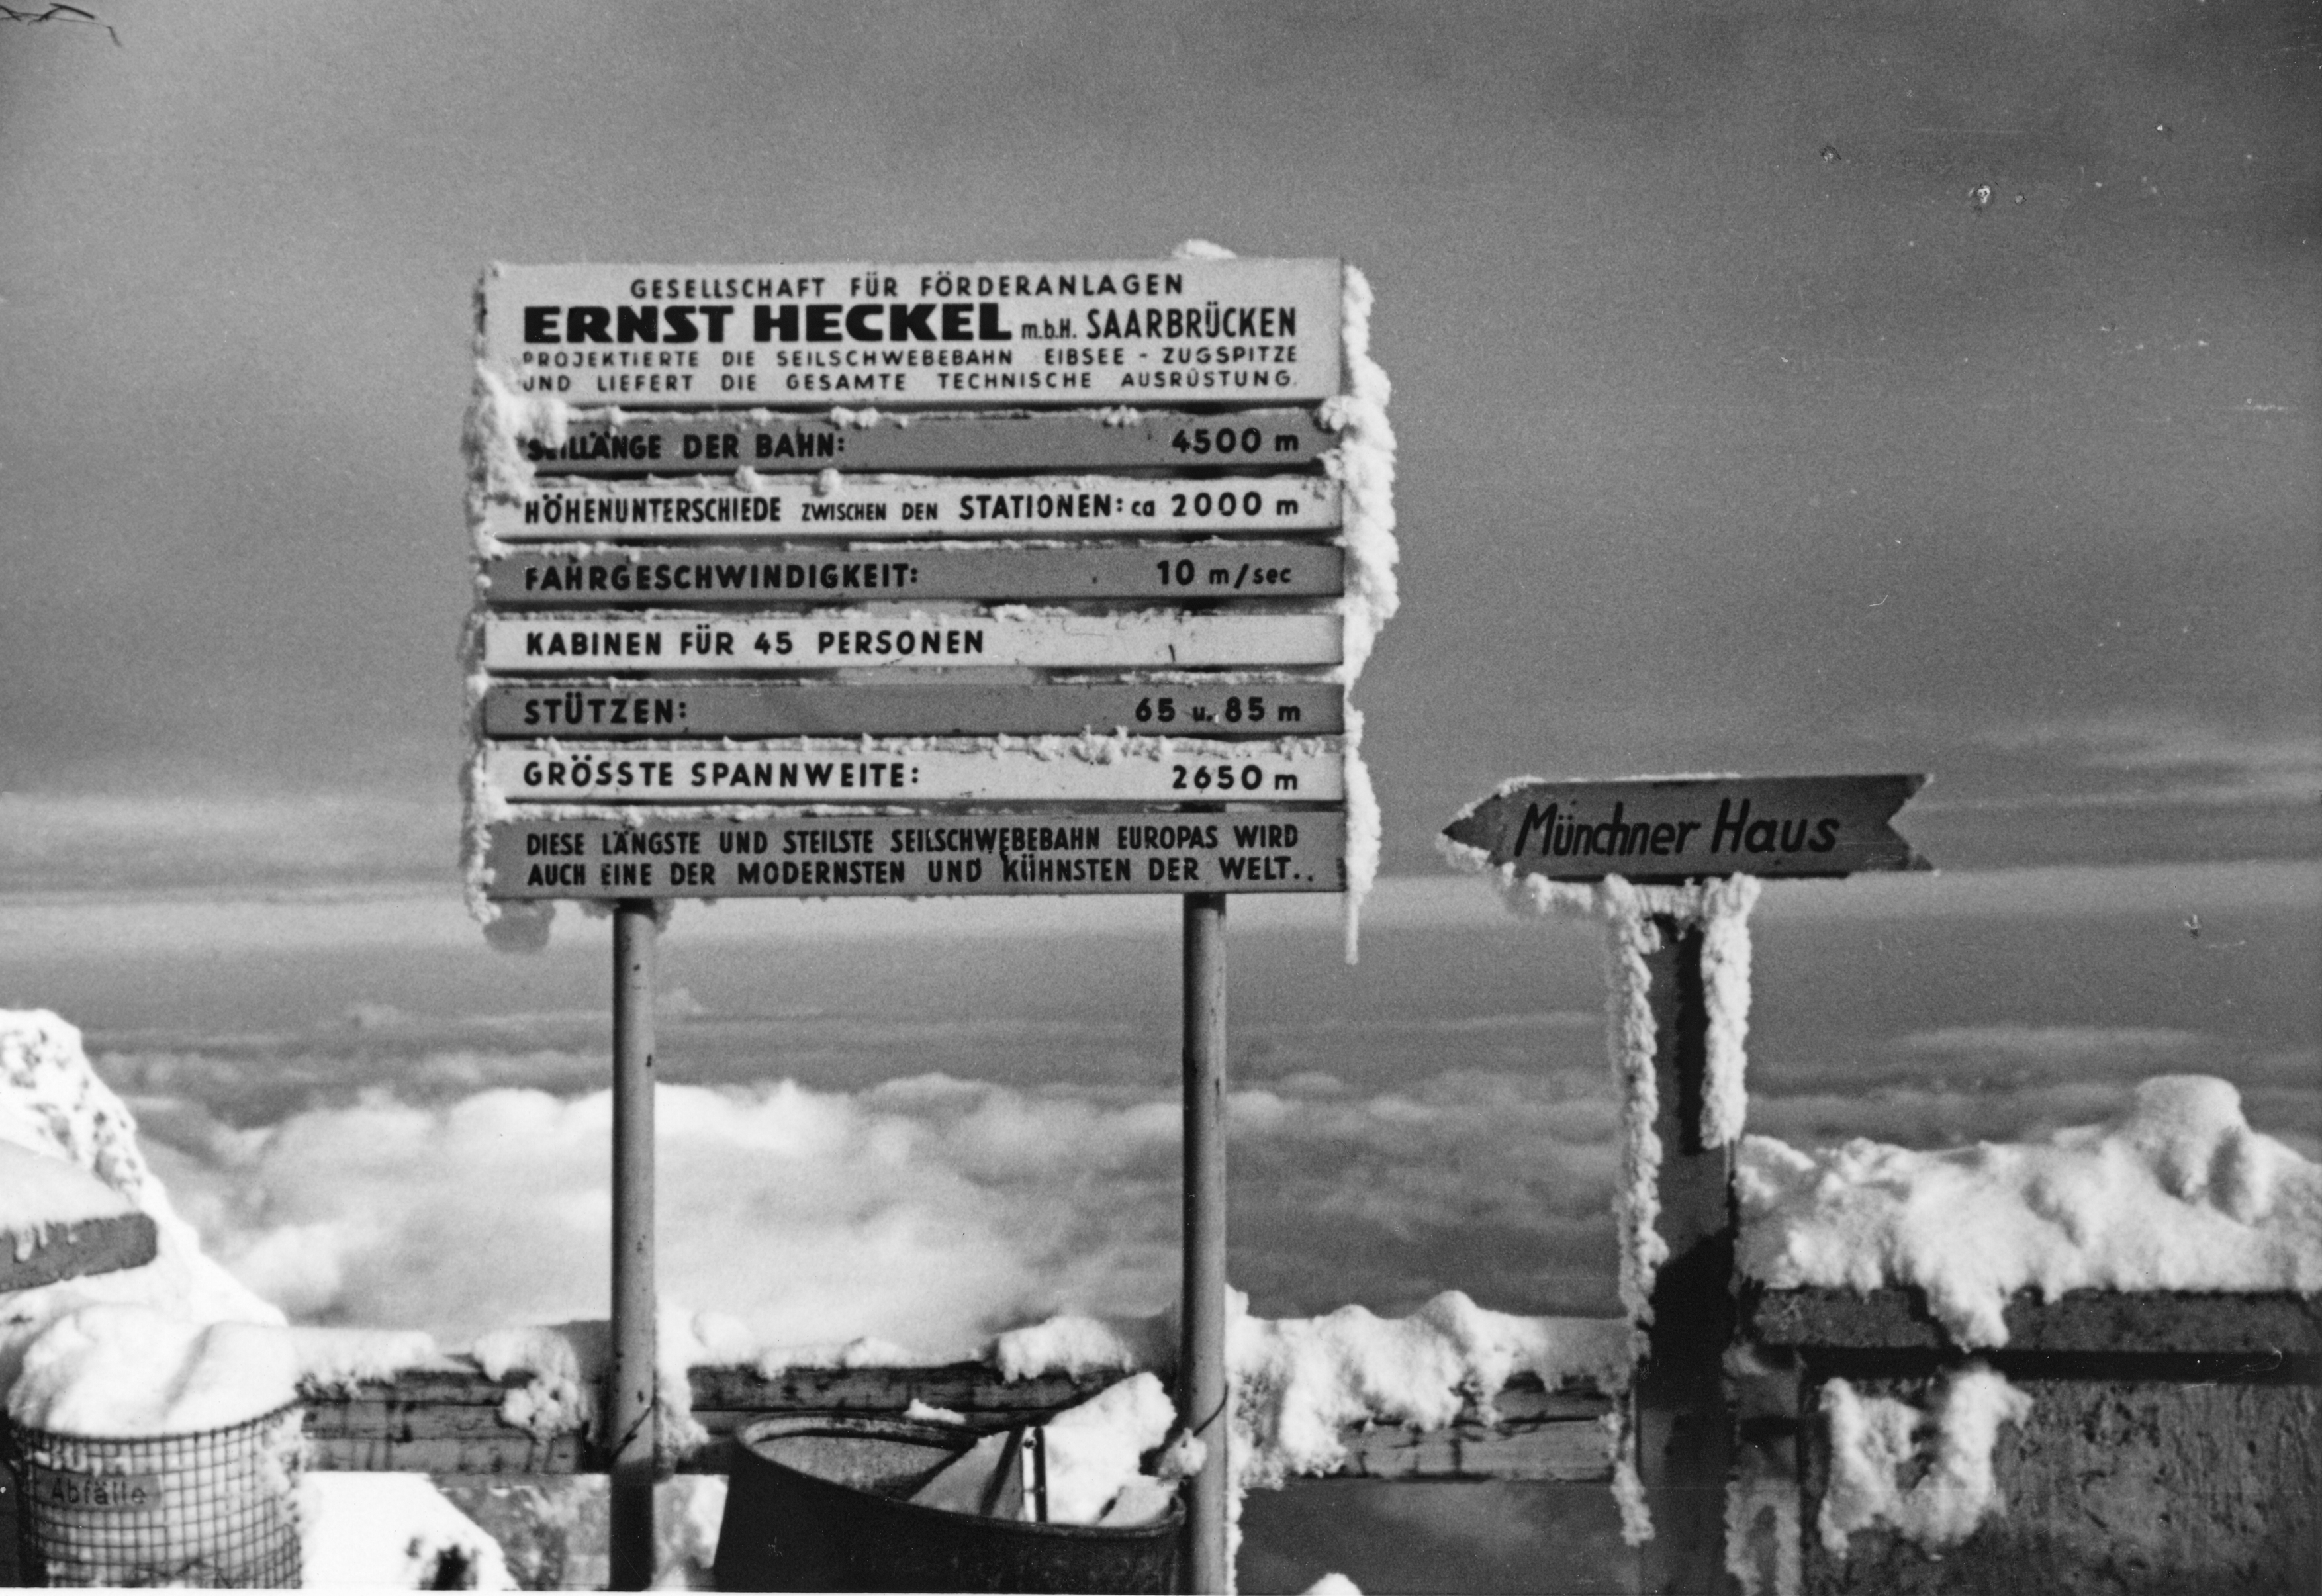 GESELLSCHAFT FÜR FÖRDERANLAGEN
ERNST HECKEL m.b.H. SAARBRÜCKEN
PROJEKTIERTE DIE SEILSCHWEBEBAHN EIBSEE - ZUGSPITZE
UND LIEFERT DIE GESAMTE TECHNISCHE AUSRÜSTUNG.
SEILLÄNGE DER BAHN: 4500 m
HÖHENUNTERSCHIEDE ZWISCHEN DEN STATIONEN: ca 2000 m
FAHRGESCHWINDIGKEIT: 10 m/sec
KABINEN FÜR 45 PERSONEN
STÜTZEN: 65 u. 85 m
GRÖSSTE SPANNWEITE: 2650 m
DIESE LÄNGSTE UND STEILSTE SEILSCHWEBEBAHN EUROPAS WIRD
AUCH EINE DER MODERNSTEN UND KÜHNSTEN DER WELT..
Münchner Haus
Abfälle